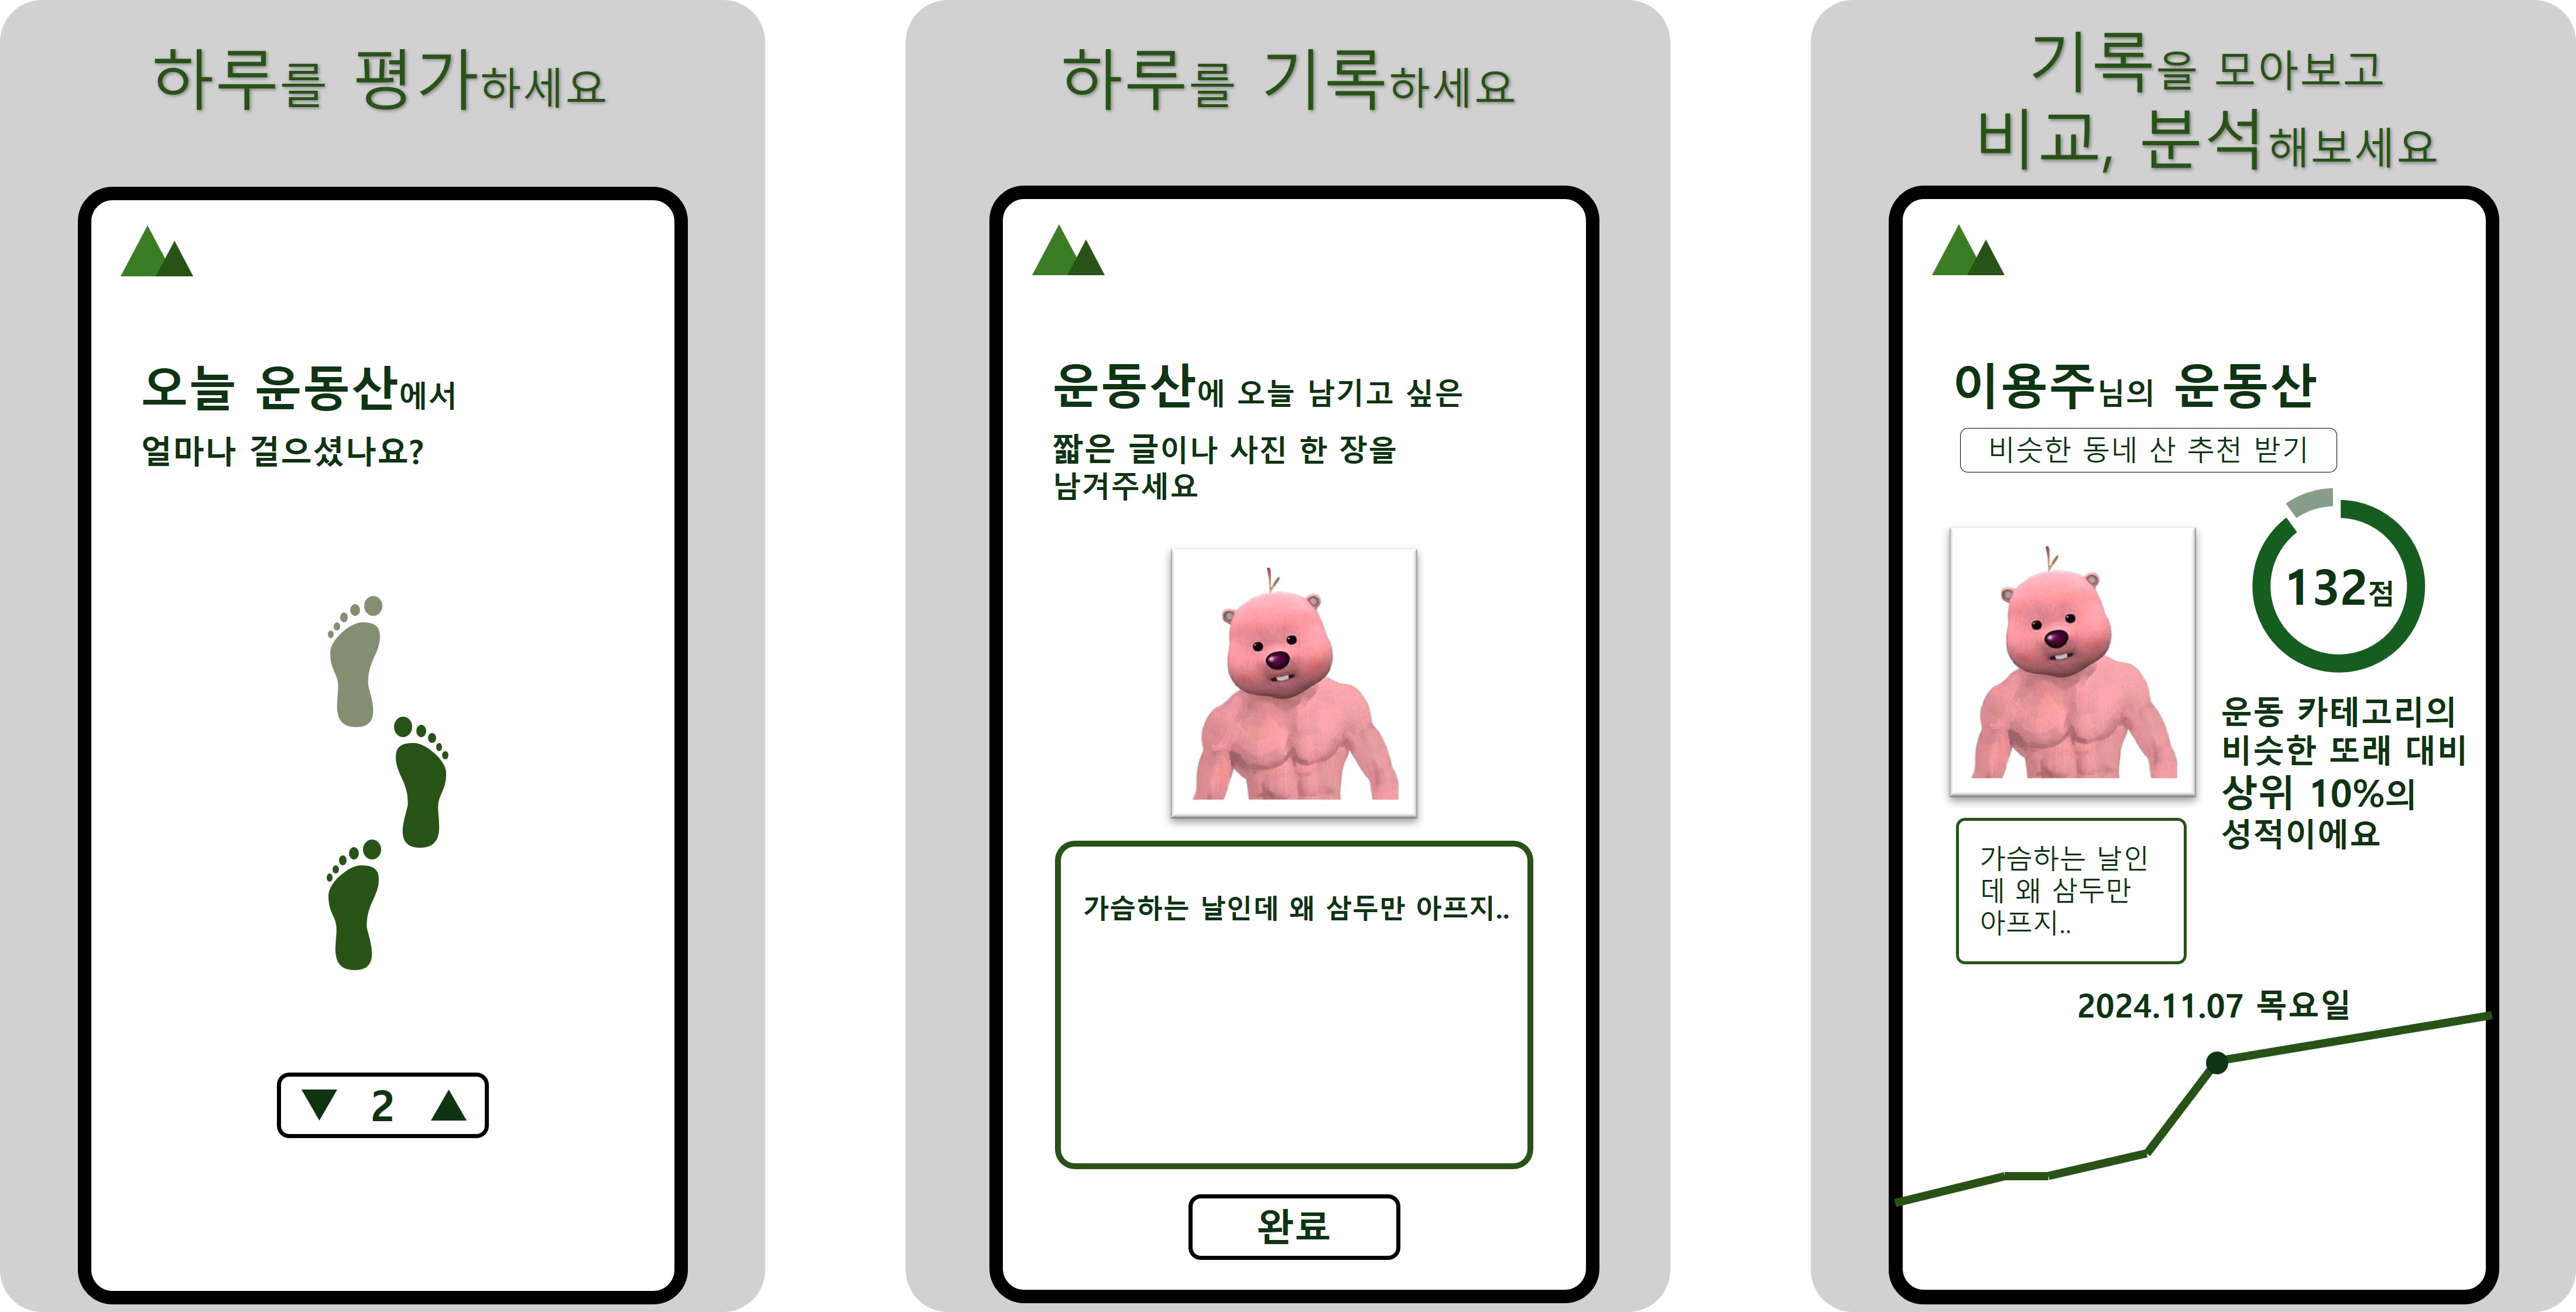 하루를 평가하세요
오늘 운동산에서
얼마나 걸으셨나요?
2
하루를 기록하세요
운동산에 오늘 남기고 싶은
짧은 글이나 사진 한 장을
남겨주세요
가슴하는 날인데 왜 삼두만 아프지..
완료
기록을 모아보고
비교, 분석해보세요
이용주님의 운동산
비슷한 동네 산 추천 받기
132점
운동 카테고리의
비슷한 또래 대비
상위 10%의
성적이에요
가슴하는 날인
데 왜 삼두만
아프지..
2024.11.07 목요일